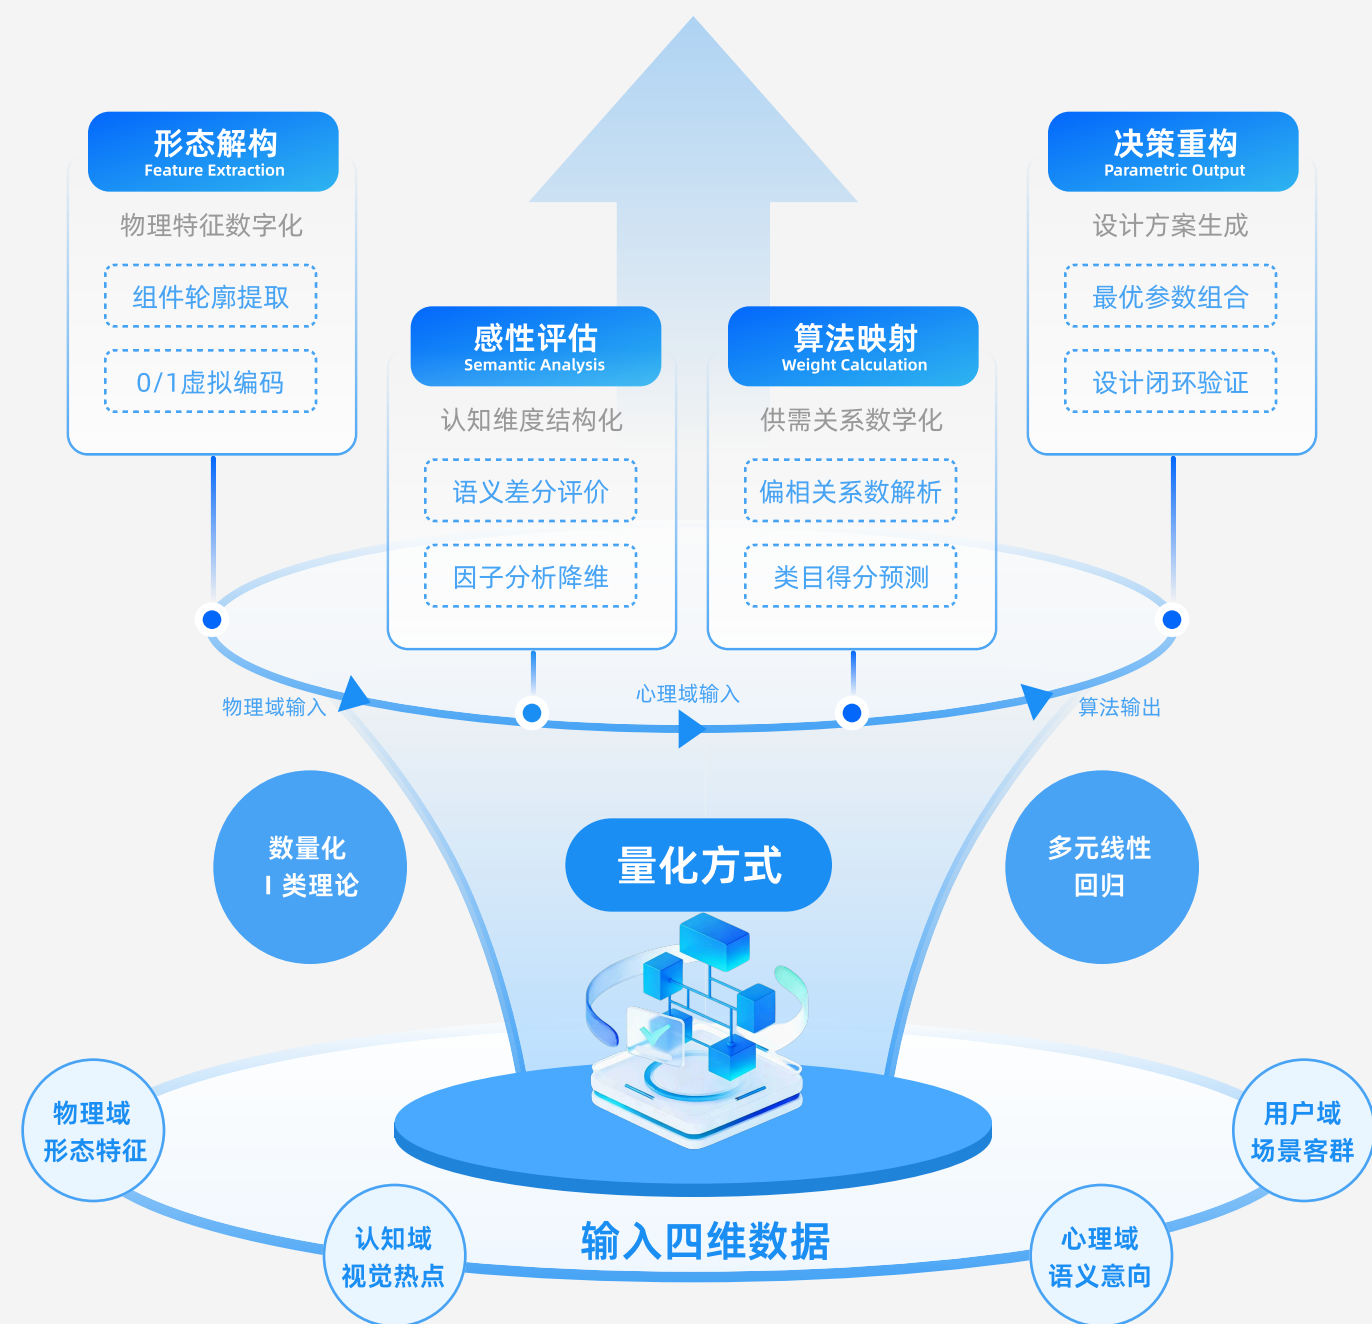 形态解构
Feature Extraction
物理特征数字化
组件轮廓提取
0/1虚拟编码
感性评估
Semantic Analysis
认知维度结构化
语义差分评价
因子分析降维
算法映射
Weight Calculation
供需关系数学化
偏相关系数解析
类目得分预测
决策重构
Parametric Output
设计方案生成
最优参数组合
设计闭环验证
物理域输入
心理域输入
算法输出
数量化
I 类理论
量化方式
多元线性
回归
物理域
形态特征
认知域
视觉热点
输入四维数据
心理域
语义意向
用户域
场景客群